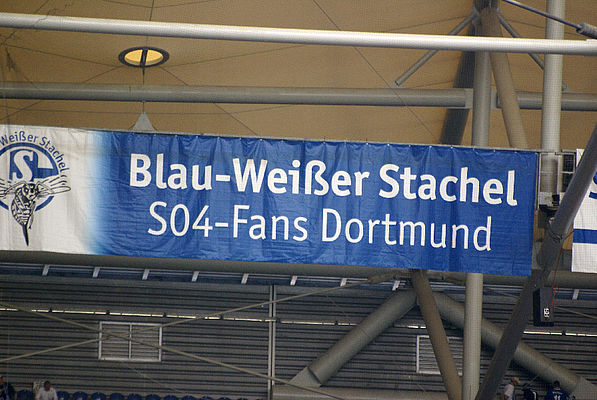 Weißer Stachel
S
Blau-Weißer Stachel
S04-Fans Dortmund